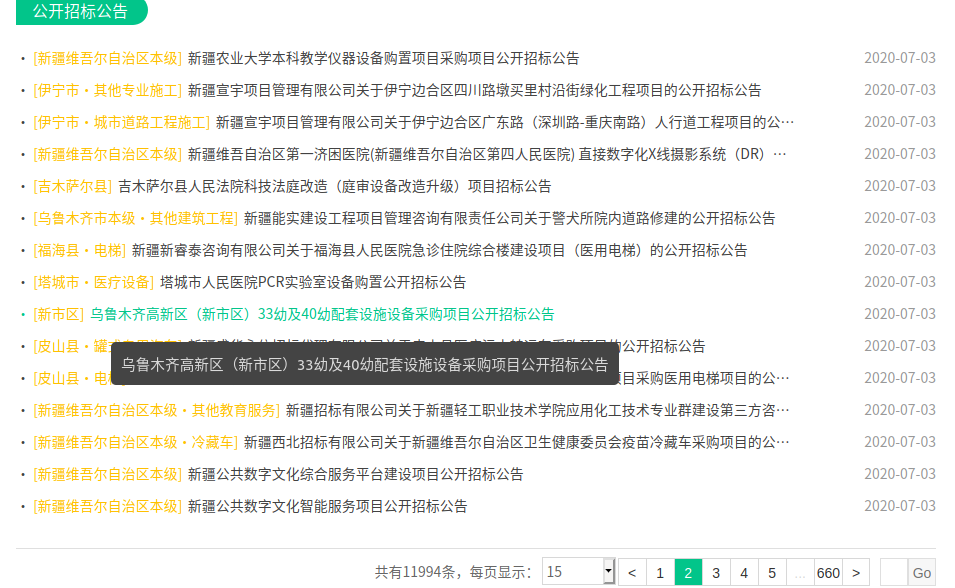 公开招标公告
· [新疆维吾尔自治区本级] 新疆农业大学本科教学仪器设备购置项目采购项目公开招标公告 2020-07-03
· [伊宁市·其他专业施工] 新疆宣宇项目管理有限公司关于伊宁边合区四川路墩买里村沿街绿化工程项目的公开招标公告 2020-07-03
· [伊宁市·城市道路工程施工] 新疆宣宇项目管理有限公司关于伊宁边合区广东路（深圳路-重庆南路）人行道工程项目的公… 2020-07-03
· [新疆维吾尔自治区本级] 新疆维吾自治区第一济困医院(新疆维吾尔自治区第四人民医院) 直接数字化X线摄影系统（DR）… 2020-07-03
· [吉木萨尔县] 吉木萨尔县人民法院科技法庭改造（庭审设备改造升级）项目招标公告 2020-07-03
· [乌鲁木齐市本级·其他建筑工程] 新疆能实建设工程项目管理咨询有限责任公司关于警犬所院内道路修建的公开招标公告 2020-07-03
· [福海县·电梯] 新疆新睿泰咨询有限公司关于福海县人民医院急诊住院综合楼建设项目（医用电梯）的公开招标公告 2020-07-03
· [塔城市·医疗设备] 塔城市人民医院PCR实验室设备购置公开招标公告 2020-07-03
· [新市区] 乌鲁木齐高新区（新市区）33幼及40幼配套设施设备采购项目公开招标公告 2020-07-03
· [皮山县·罐 公开招标公告 2020-07-03
乌鲁木齐高新区（新市区）33幼及40幼配套设施设备采购项目公开招标公告
· [皮山县·电 目采购医用电梯项目的公… 2020-07-03
· [新疆维吾尔自治区本级·其他教育服务] 新疆招标有限公司关于新疆轻工职业技术学院应用化工技术专业群建设第三方咨… 2020-07-03
· [新疆维吾尔自治区本级·冷藏车] 新疆西北招标有限公司关于新疆维吾尔自治区卫生健康委员会疫苗冷藏车采购项目的公… 2020-07-03
· [新疆维吾尔自治区本级] 新疆公共数字文化综合服务平台建设项目公开招标公告 2020-07-03
· [新疆维吾尔自治区本级] 新疆公共数字文化智能服务项目公开招标公告 2020-07-03
共有11994条，每页显示： 15 < 1 2 3 4 5 ... 660 > Go